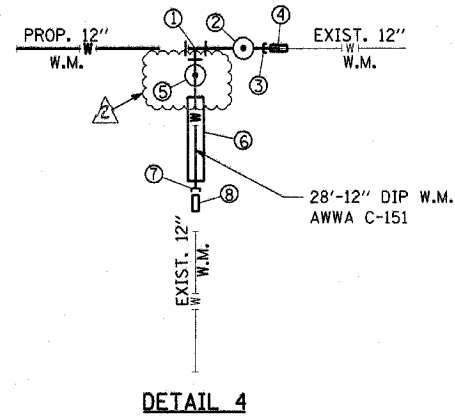 PROP. 12"
W
W.M.
1
2
4
EXIST. 12"
W
W.M.
3
5
2
W
6
7
8
28'-12" DIP W.M.
AWWA C-151
EXIST. 12"
W.M.
W
DETAIL 4